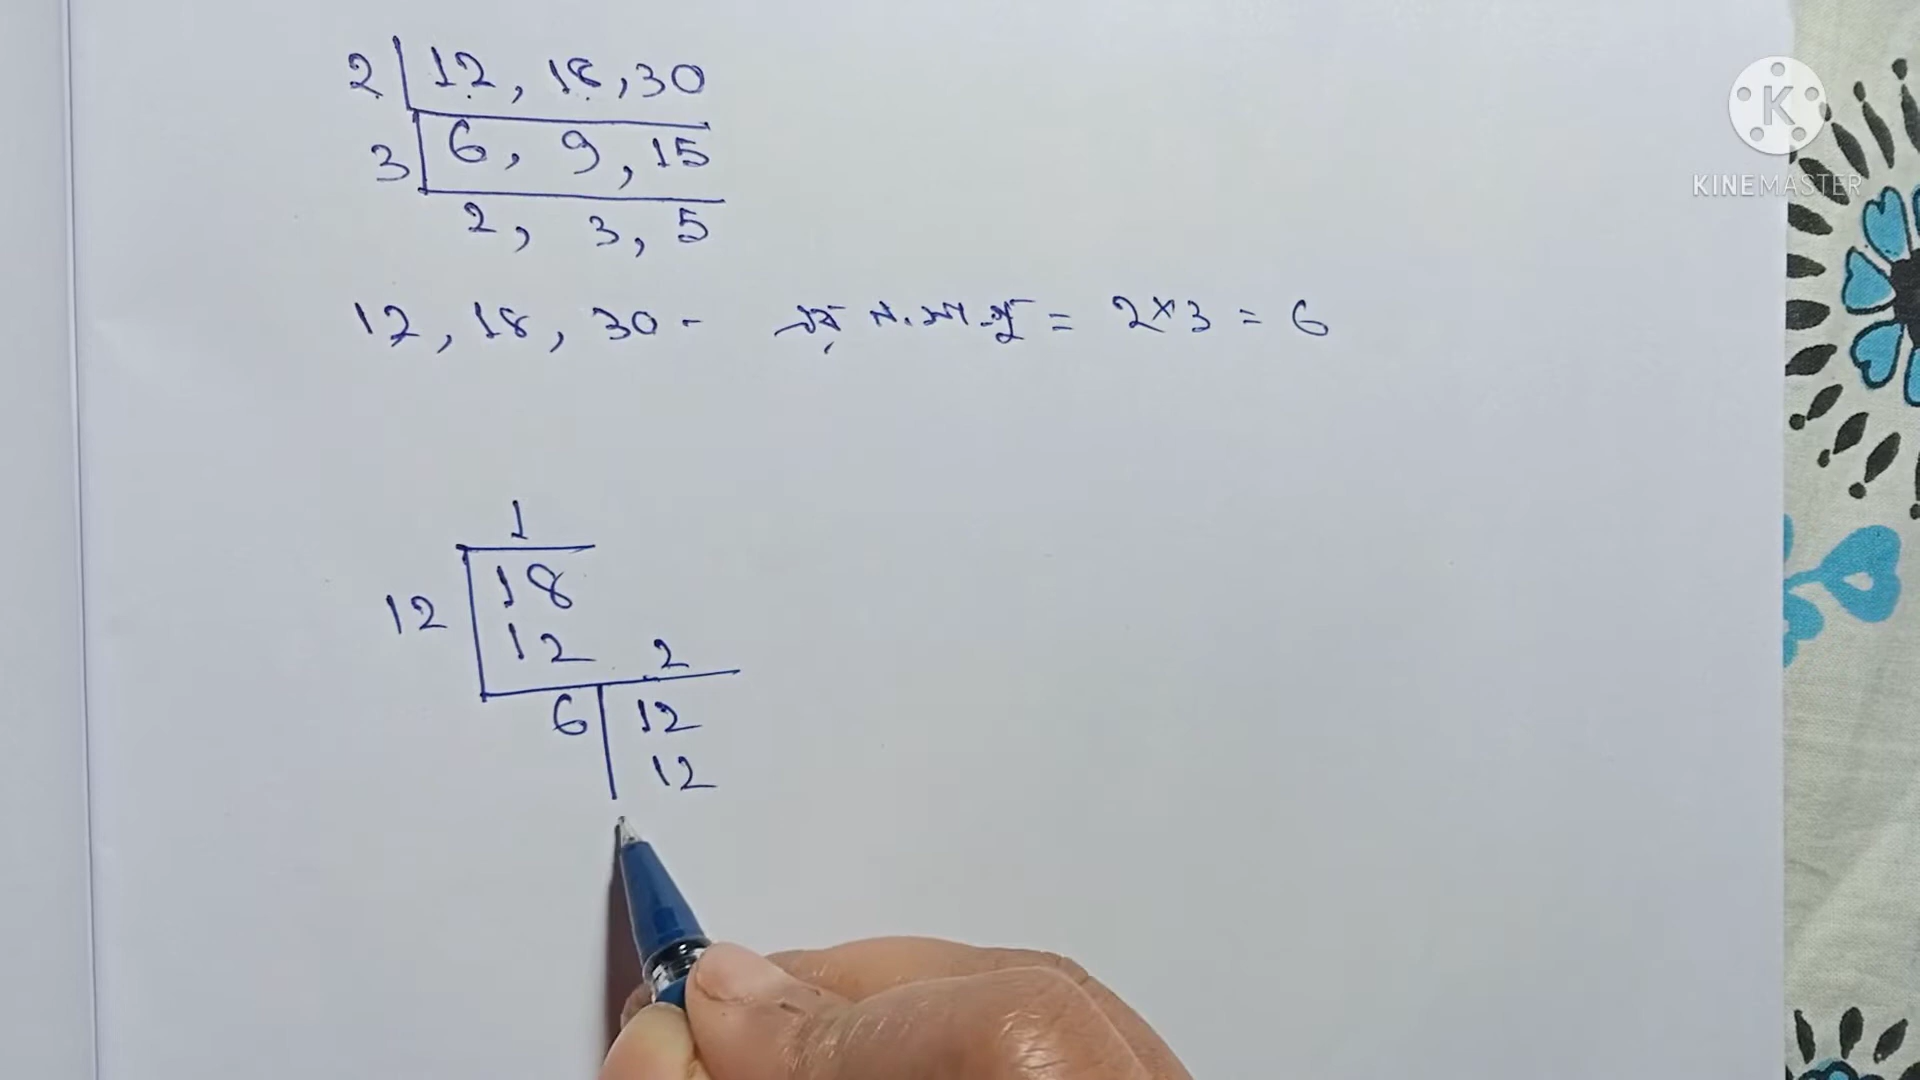 2 | 12, 18, 30
3 | 6, 9, 15
2, 3, 5
12, 18, 30 - এর গ.সা.গু = 2×3 = 6
1
12 | 18
12
2
6 | 12
12
KINEMASTER